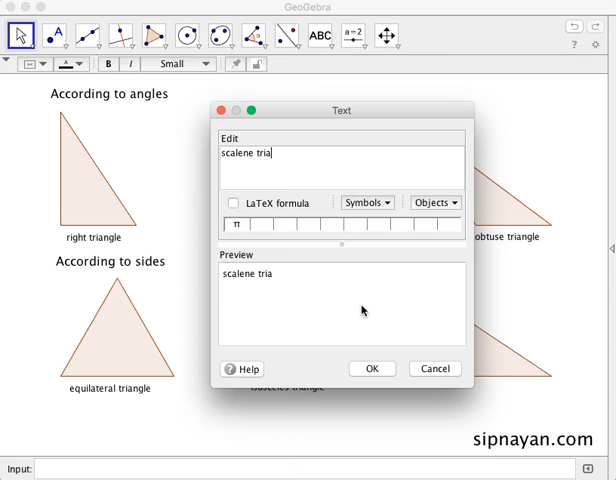 GeoGebra
A
ABC
a=2
?
B
I
Small
According to angles
right triangle
obtuse triangle
According to sides
equilateral triangle
isosceles triangle
Text
Edit
scalene tria
LaTeX formula
Symbols
Objects
π
Preview
scalene tria
? Help
OK
Cancel
sipnayan.com
Input: